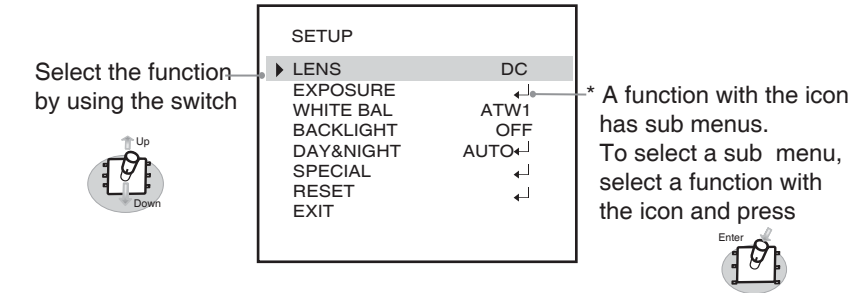 SETUP
LENS DC
EXPOSURE ↵
WHITE BAL ATW1
BACKLIGHT OFF
DAY&NIGHT AUTO↵
SPECIAL ↵
RESET ↵
EXIT
Select the function
by using the switch
Up
Down
* A function with the icon
has sub menus.
To select a sub menu,
select a function with
the icon and press
Enter